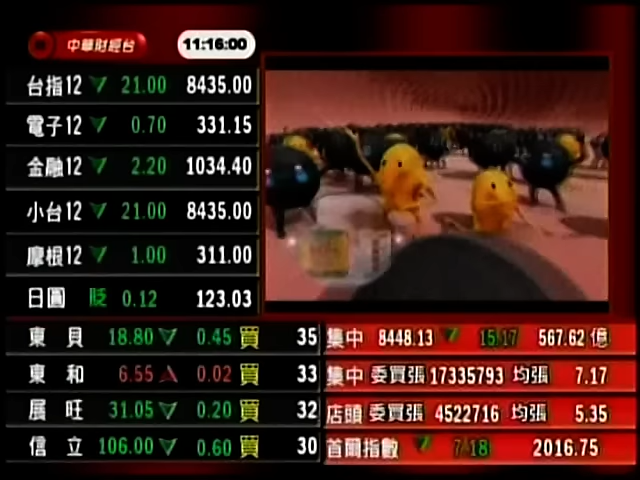 中華財經台 11:16:00
台指12 ▼ 21.00 8435.00
電子12 ▼ 0.70 331.15
金融12 ▼ 2.20 1034.40
小台12 ▼ 21.00 8435.00
摩根12 ▼ 1.00 311.00
日圓 貶 0.12 123.03
東貝 18.80 ▽ 0.45 買 35
東和 6.55 △ 0.02 買 33
展旺 31.05 ▽ 0.20 買 32
信立 106.00 ▽ 0.60 買 30
集中 8448.13 ▼ 15.17 567.62 億
集中 委買張 17335793 均張 7.17
店頭 委買張 4522716 均張 5.35
首爾指數 ▼ 7.18 2016.75